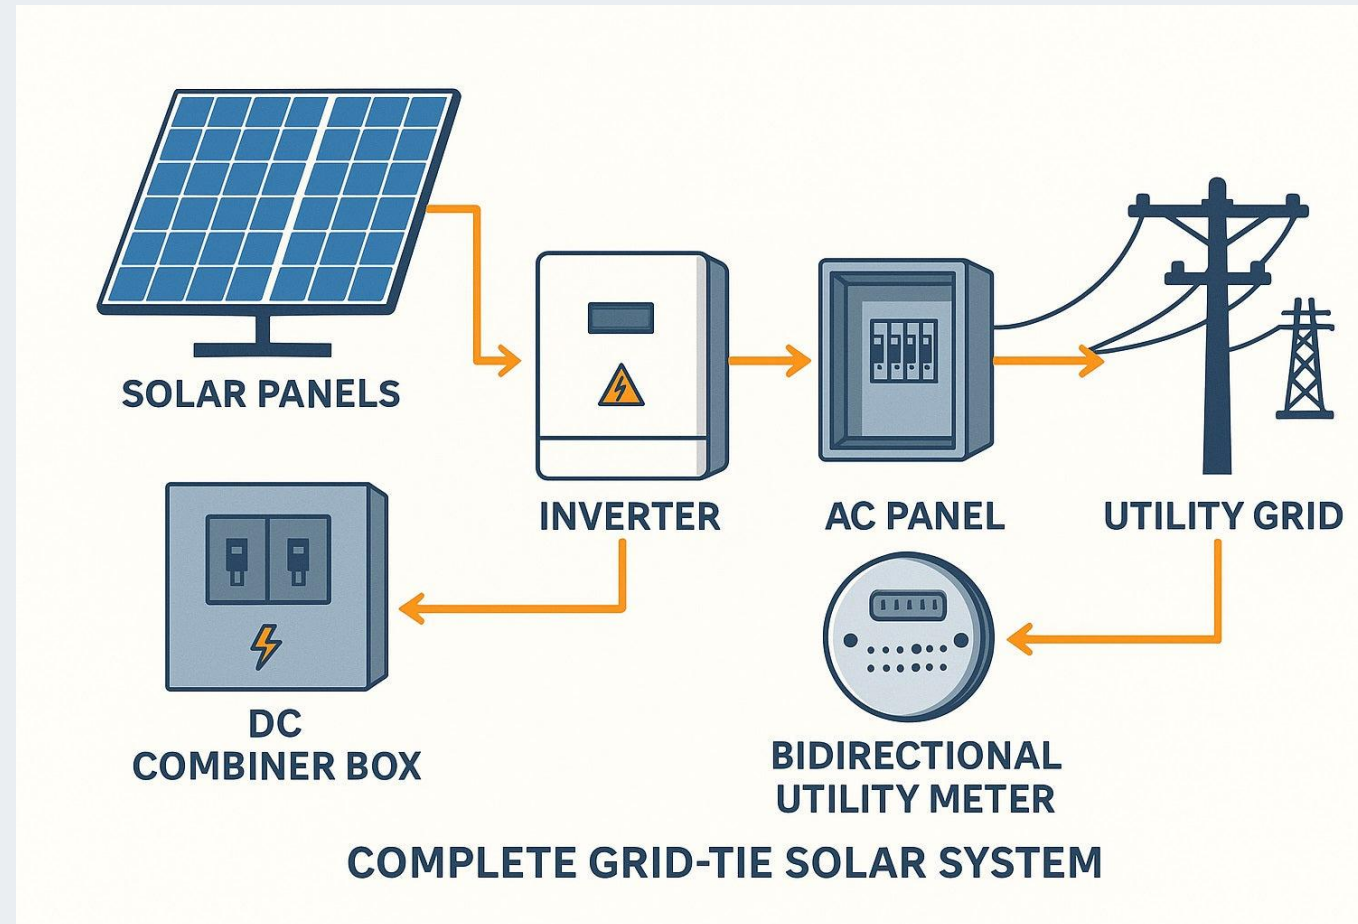 SOLAR PANELS
INVERTER
AC PANEL
UTILITY GRID
DC
COMBINER BOX
BIDIRECTIONAL
UTILITY METER
COMPLETE GRID-TIE SOLAR SYSTEM